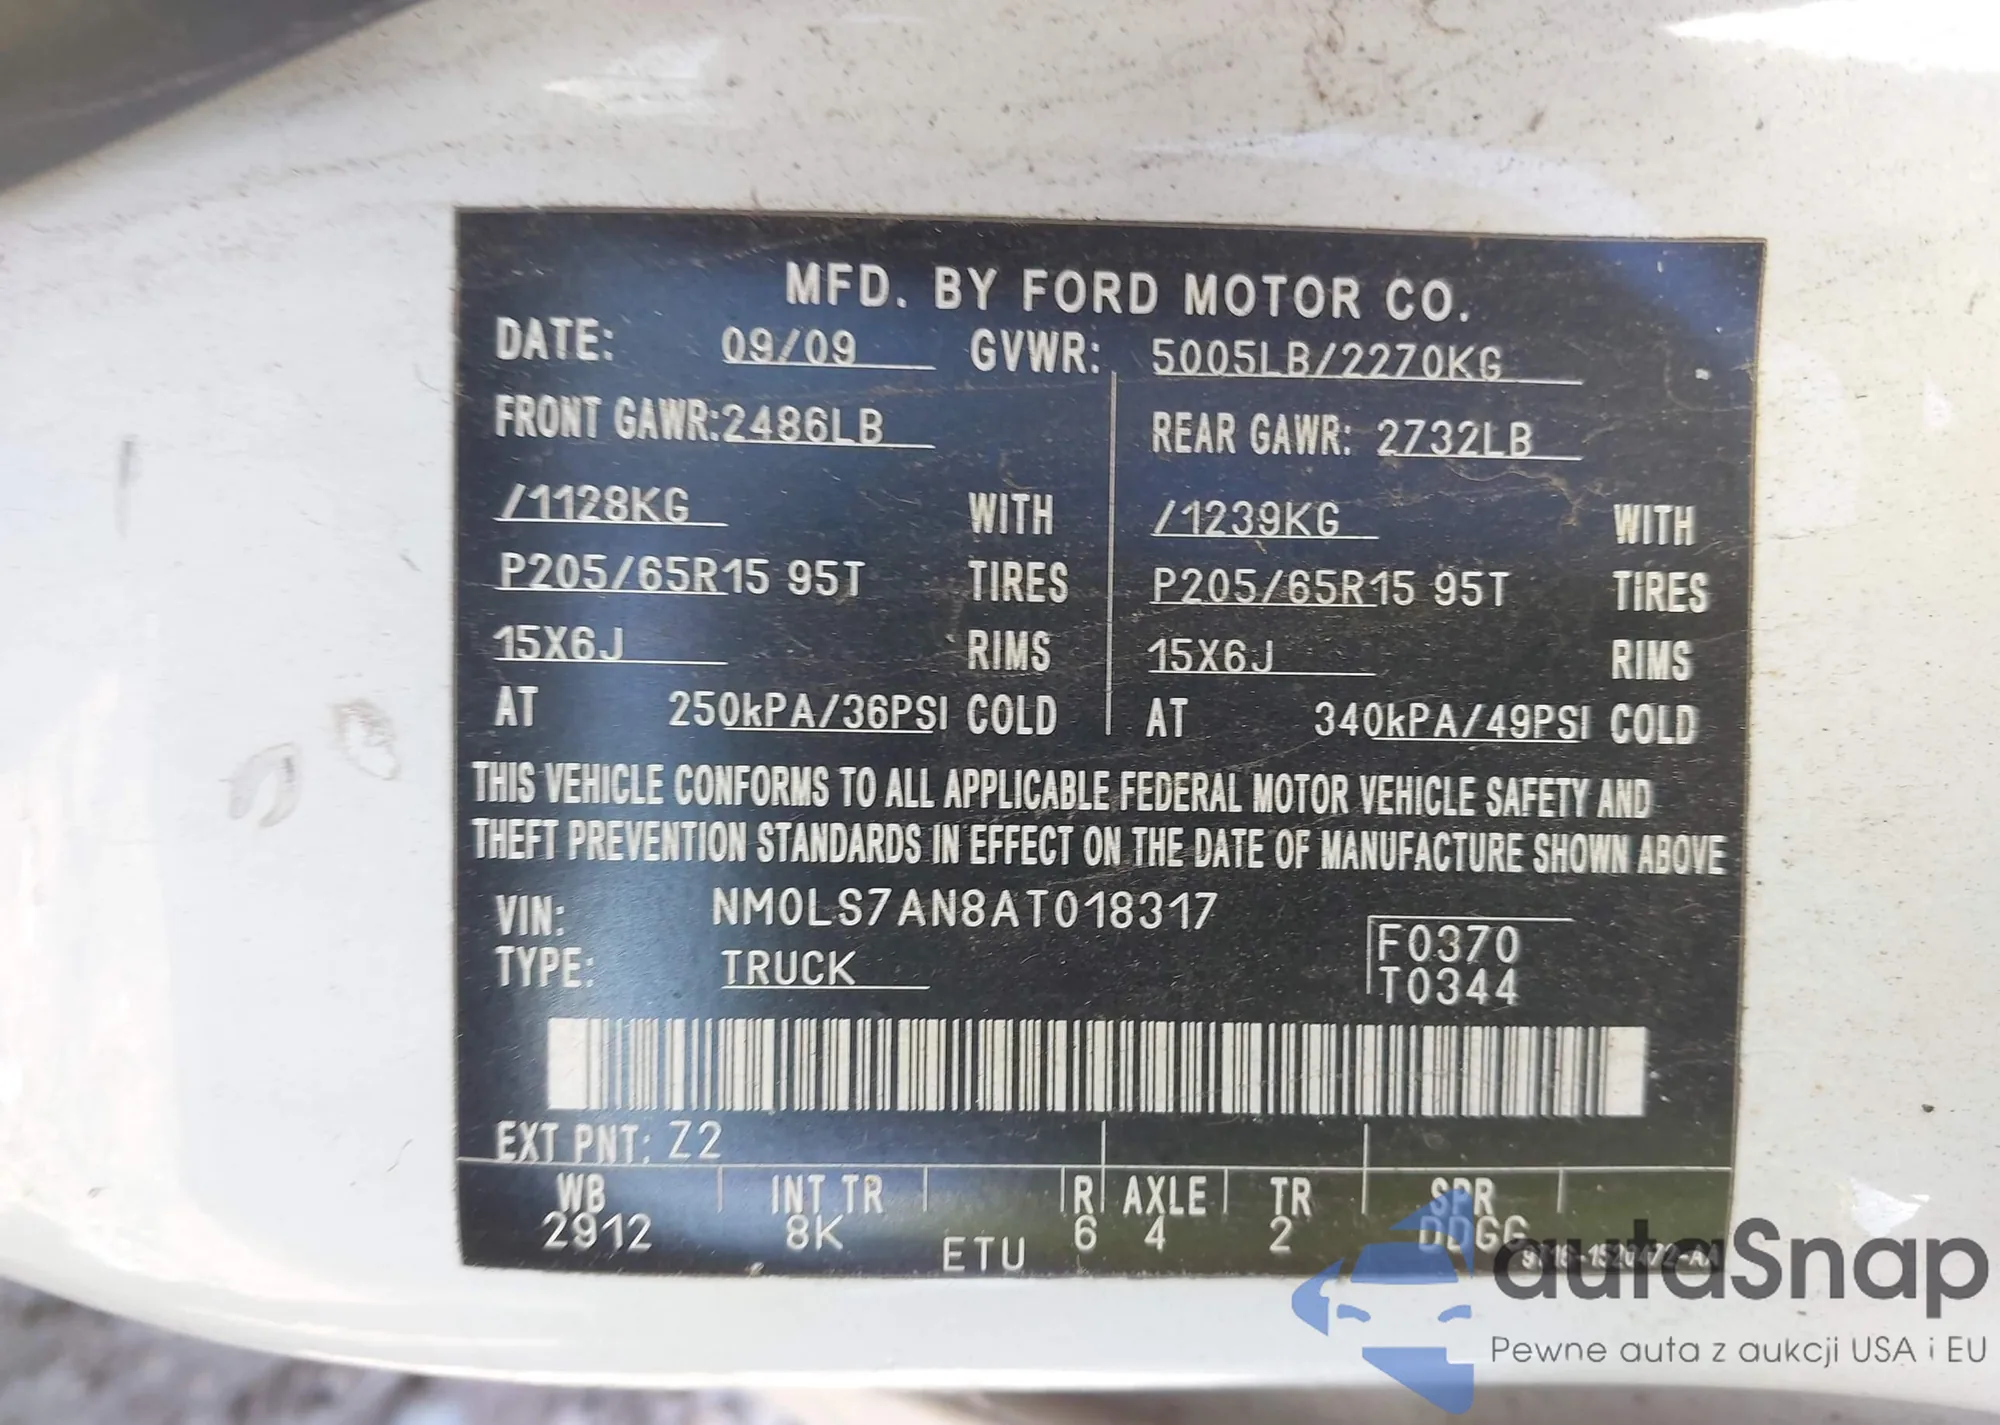 MFD. BY FORD MOTOR CO.
DATE: 09/09 GVWR: 5005LB/2270KG
FRONT GAWR:2486LB REAR GAWR: 2732LB
/1128KG WITH /1239KG WITH
P205/65R15 95T TIRES P205/65R15 95T TIRES
15X6J RIMS 15X6J RIMS
AT 250kPA/36PSI COLD AT 340kPA/49PSI COLD
THIS VEHICLE CONFORMS TO ALL APPLICABLE FEDERAL MOTOR VEHICLE SAFETY AND
THEFT PREVENTION STANDARDS IN EFFECT ON THE DATE OF MANUFACTURE SHOWN ABOVE
VIN: NM0LS7AN8AT018317
F0370
TYPE: TRUCK
T0344
EXT PNT: Z2
WB INT TR R AXLE TR SPR
2912 8K ETU 6 4 2 DDGG
autaSnap
Pewne auta z aukcji USA i EU